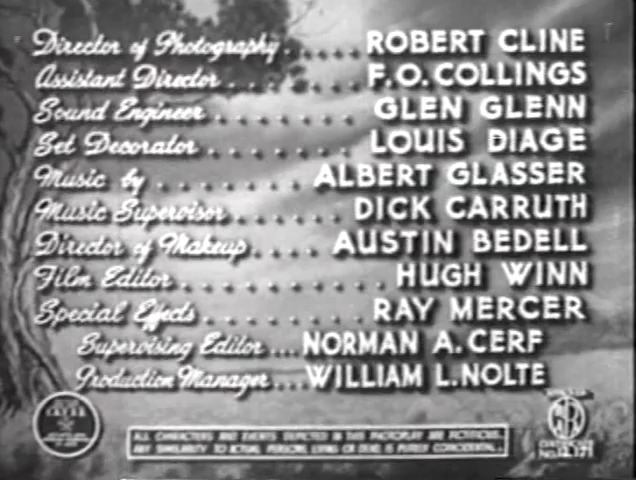 Director of Photography . . . . . ROBERT CLINE
Assistant Director . . . . . . . F.O. COLLINGS
Sound Engineer . . . . . . . GLEN GLENN
Set Decorator . . . . . . . LOUIS DIAGE
Music by . . . . . . . ALBERT GLASSER
Music Supervisor . . . . . . DICK CARRUTH
Director of Makeup . . . . AUSTIN BEDELL
Film Editor . . . . . . . . . HUGH WINN
Special Effects . . . . . . . RAY MERCER
Supervising Editor ... NORMAN A. CERF
Production Manager ... WILLIAM L. NOLTE
ALL CHARACTERS AND EVENTS DEPICTED IN THIS PHOTOPLAY ARE FICTITIOUS.
ANY SIMILARITY TO ACTUAL PERSONS, LIVING OR DEAD, IS PURELY COINCIDENTAL.
I.A.T.S.E.
CERTIFICATE